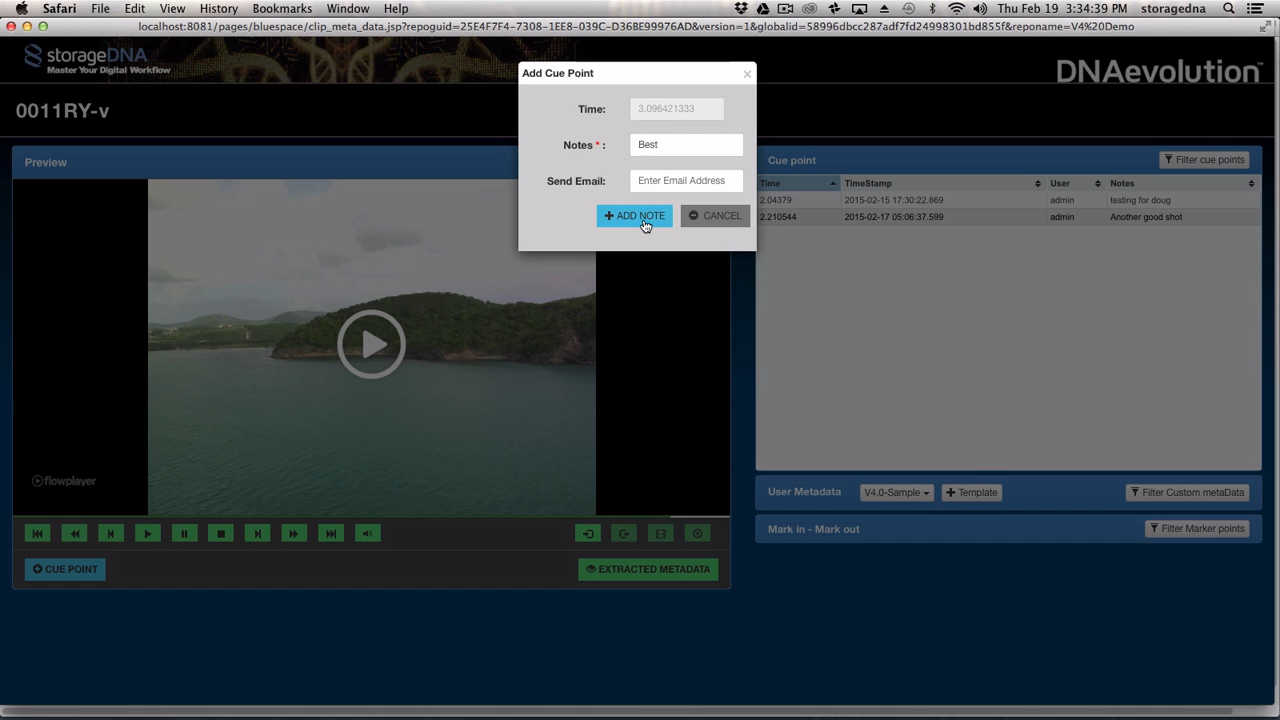 Safari File Edit View History Bookmarks Window Help Thu Feb 19 3:34:39 PM storagedna
localhost:8081/pages/bluespace/clip_meta_data.jsp?repoguid=25E4F7F4-7308-1EE8-039C-D36BE99976AD&version=1&globalid=58996dbcc287adf7fd24998301bd855f&reponame=V4%20Demo
storageDNA
Master Your Digital Workflow
DNAevolution
0011RY-v
Add Cue Point
Time: 3.096421333
Notes * : Best
Send Email: Enter Email Address
ADD NOTE CANCEL
Preview
flowplayer
CUE POINT EXTRACTED METADATA
Cue point Filter cue points
Time TimeStamp User Notes
2.04379 2015-02-15 17:30:22.869 admin testing for doug
2.210544 2015-02-17 05:06:37.599 admin Another good shot
User Metadata V4.0-Sample Template Filter Custom metaData
Mark in - Mark out Filter Marker points